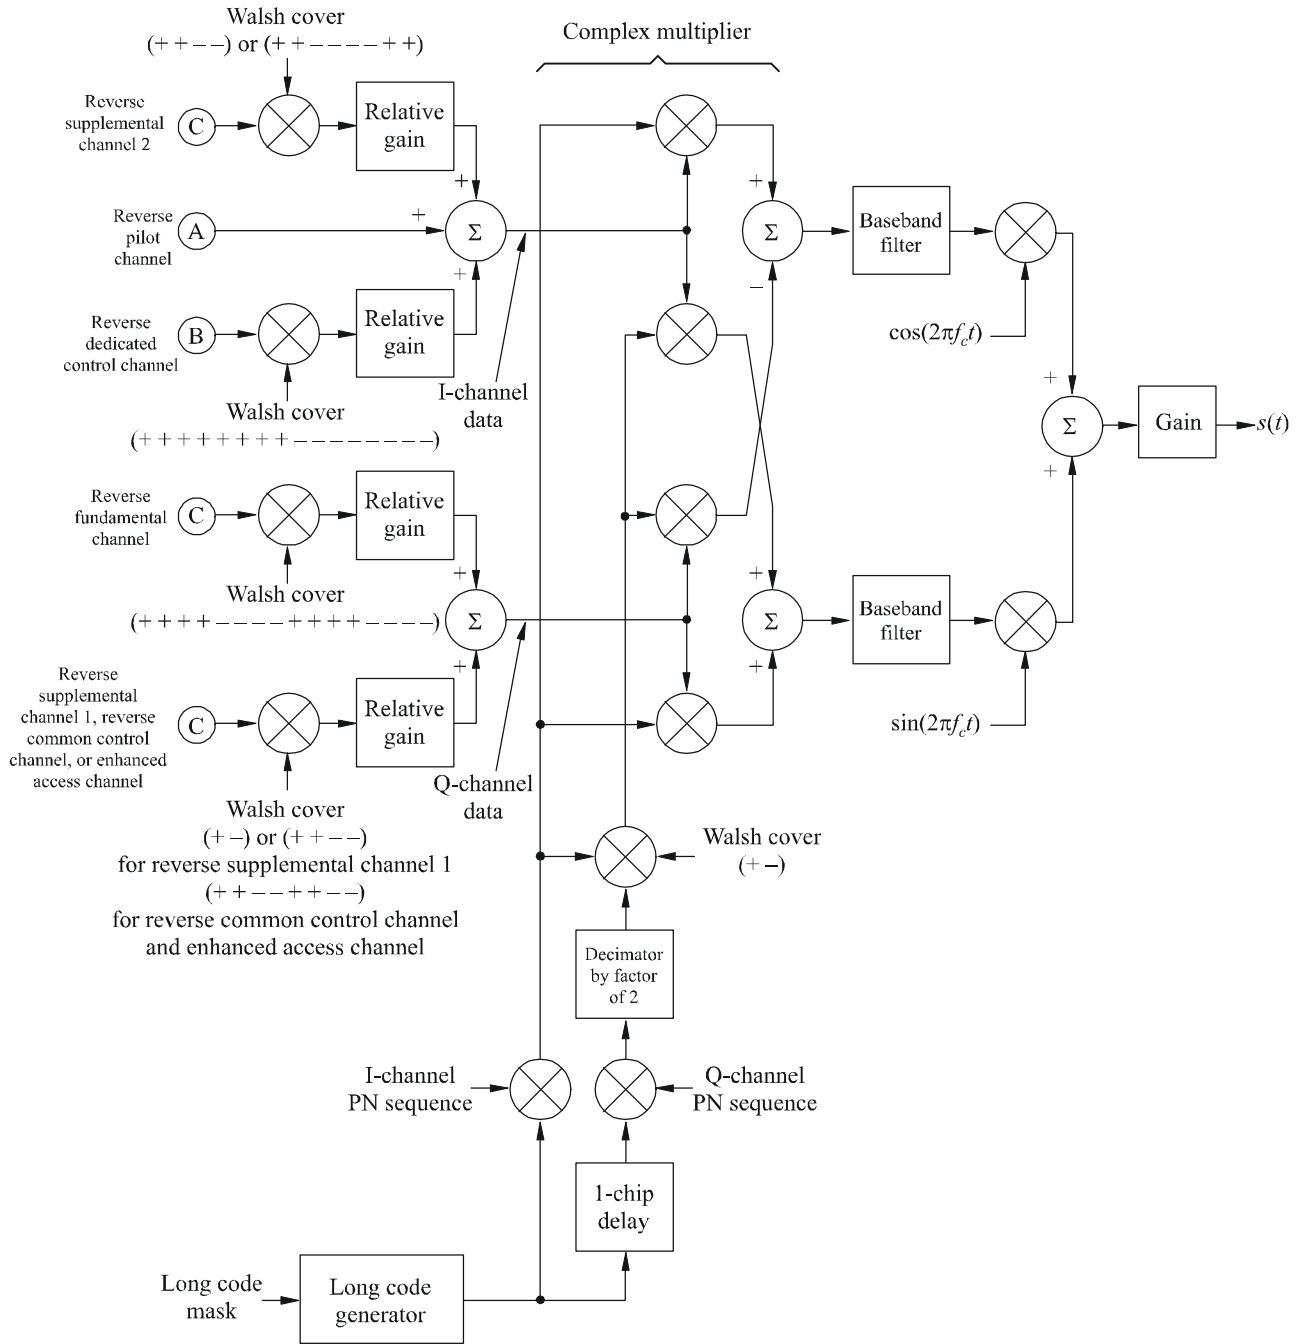 Walsh cover
(+ + – –) or (+ + – – – – + +)
Complex multiplier
Reverse
supplemental
channel 2
C
Relative
gain
+
Reverse
pilot
channel
A
+
Σ
+
Reverse
dedicated
control channel
B
Relative
gain
Walsh cover
(+ + + + + + + + – – – – – – – –)
I-channel
data
+
Σ
–
Baseband
filter
cos(2πf_c t)
+
Σ
+
Gain
s(t)
Reverse
fundamental
channel
C
Relative
gain
Walsh cover
(+ + + + – – – – + + + + – – – –)
+
Σ
+
Reverse
supplemental
channel 1, reverse
common control
channel, or enhanced
access channel
C
Relative
gain
Q-channel
data
+
Σ
+
Baseband
filter
sin(2πf_c t)
Walsh cover
(+ –) or (+ + – –)
for reverse supplemental channel 1
(+ + – – + + – –)
for reverse common control channel
and enhanced access channel
Walsh cover
(+ –)
Decimator
by factor
of 2
I-channel
PN sequence
Q-channel
PN sequence
1-chip
delay
Long code
mask
Long code
generator